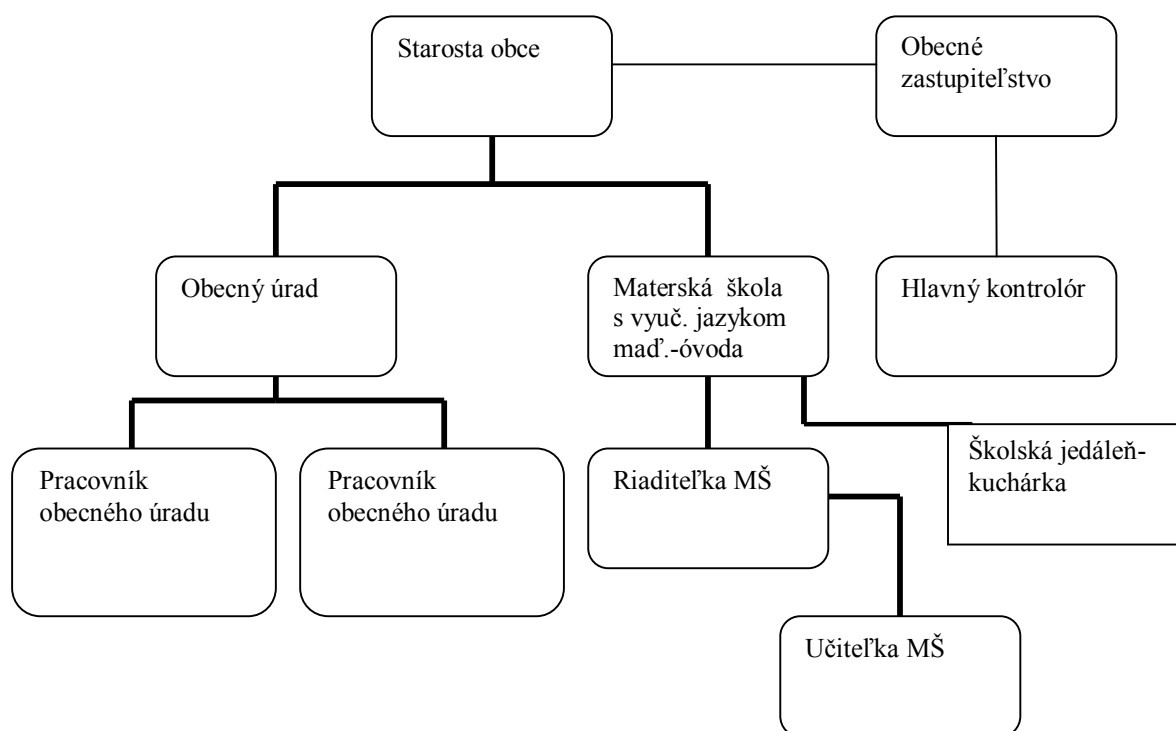 Starosta obce
Obecné
zastupiteľstvo
Obecný úrad
Materská škola
s vyuč. jazykom
maď.-óvoda
Hlavný kontrolór
Pracovník
obecného úradu
Pracovník
obecného úradu
Riaditeľka MŠ
Školská jedáleň-
kuchárka
Učiteľka MŠ